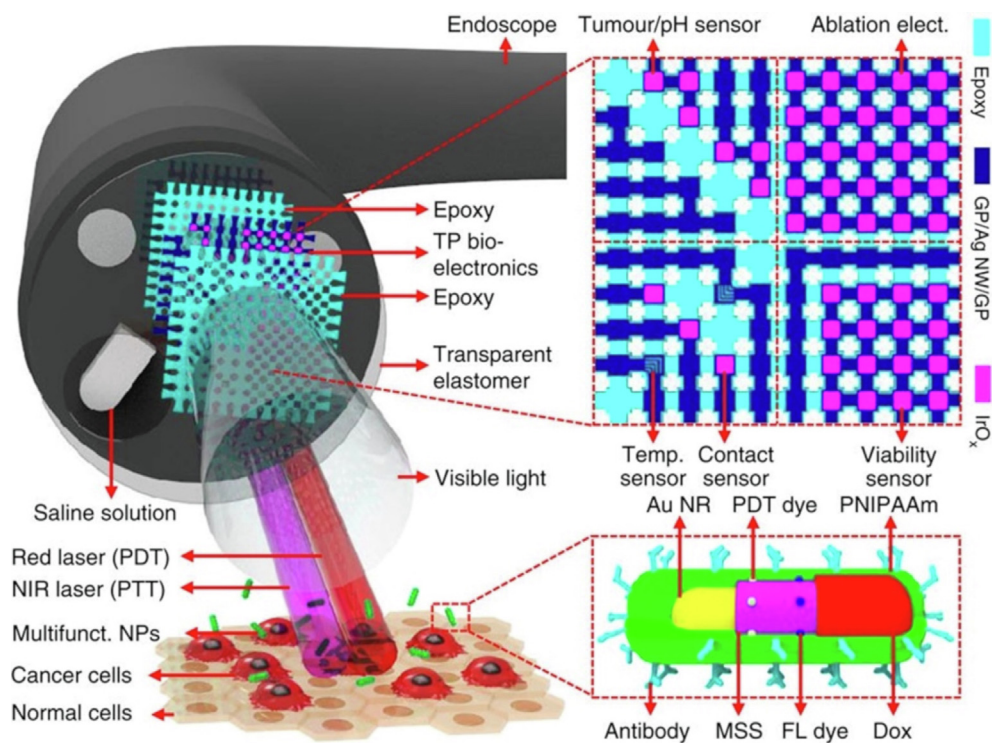 Endoscope
Tumour/pH sensor
Ablation elect.
Epoxy
GP/Ag NW/GP
IrOx
Epoxy
TP bio-
electronics
Epoxy
Transparent
elastomer
Visible light
Saline solution
Red laser (PDT)
NIR laser (PTT)
Multifunct. NPs
Cancer cells
Normal cells
Temp.
sensor
Contact
sensor
Viability
sensor
Au NR
PDT dye
PNIPAAm
Antibody
MSS
FL dye
Dox